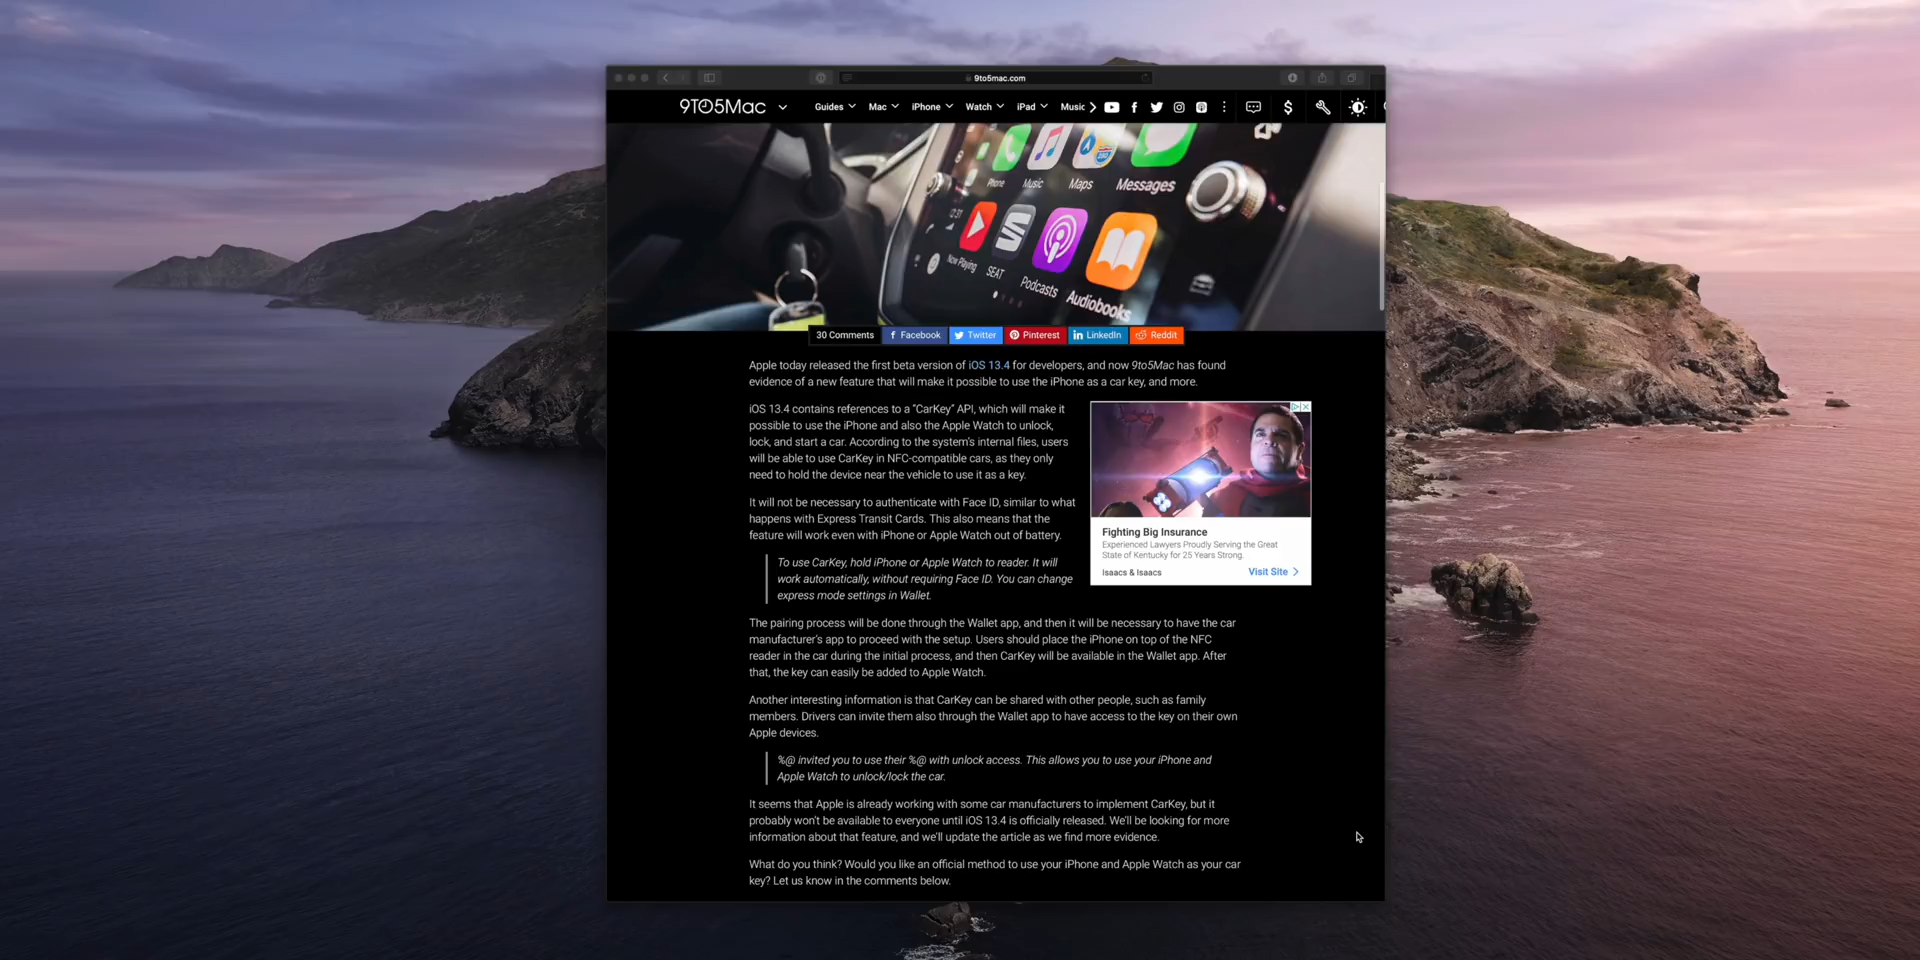 9to5mac.com
9TO5Mac
Guides Mac iPhone Watch iPad Music
Phone Music Maps Messages
12:31
Now Playing SEAT Podcasts Audiobooks
30 Comments Facebook Twitter Pinterest LinkedIn Reddit
Apple today released the first beta version of iOS 13.4 for developers, and now 9to5Mac has found
evidence of a new feature that will make it possible to use the iPhone as a car key, and more.
iOS 13.4 contains references to a “CarKey” API, which will make it
possible to use the iPhone and also the Apple Watch to unlock,
lock, and start a car. According to the system’s internal files, users
will be able to use CarKey in NFC-compatible cars, as they only
need to hold the device near the vehicle to use it as a key.
It will not be necessary to authenticate with Face ID, similar to what
happens with Express Transit Cards. This also means that the
feature will work even with iPhone or Apple Watch out of battery.
To use CarKey, hold iPhone or Apple Watch to reader. It will
work automatically, without requiring Face ID. You can change
express mode settings in Wallet.
Fighting Big Insurance
Experienced Lawyers Proudly Serving the Great
State of Kentucky for 25 Years Strong.
Isaacs & Isaacs Visit Site
The pairing process will be done through the Wallet app, and then it will be necessary to have the car
manufacturer’s app to proceed with the setup. Users should place the iPhone on top of the NFC
reader in the car during the initial process, and then CarKey will be available in the Wallet app. After
that, the key can easily be added to Apple Watch.
Another interesting information is that CarKey can be shared with other people, such as family
members. Drivers can invite them also through the Wallet app to have access to the key on their own
Apple devices.
%@ invited you to use their %@ with unlock access. This allows you to use your iPhone and
Apple Watch to unlock/lock the car.
It seems that Apple is already working with some car manufacturers to implement CarKey, but it
probably won’t be available to everyone until iOS 13.4 is officially released. We’ll be looking for more
information about that feature, and we’ll update the article as we find more evidence.
What do you think? Would you like an official method to use your iPhone and Apple Watch as your car
key? Let us know in the comments below.